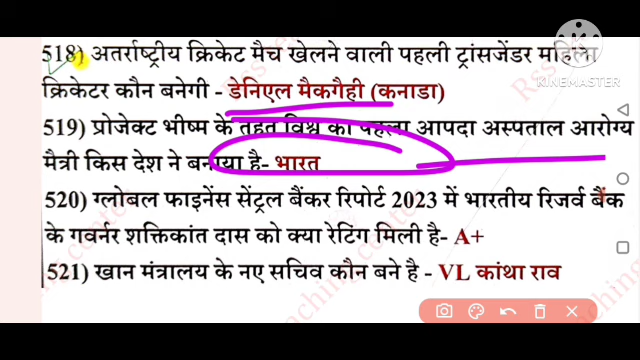 518) अतर्राष्ट्रीय क्रिकेट मैच खेलने वाली पहली ट्रांसजेंडर महिला
क्रिकेटर कौन बनेगी - डेनिएल मैकगैही (कनाडा)
519) प्रोजेक्ट भीष्म के तहत विश्व का पहला आपदा अस्पताल आरोग्य
मैत्री किस देश ने बनाया है- भारत
520) ग्लोबल फाइनेंस सेंट्रल बैंकर रिपोर्ट 2023 में भारतीय रिजर्व बैंक
के गवर्नर शक्तिकांत दास को क्या रेटिंग मिली है- A+
521) खान मंत्रालय के नए सचिव कौन बने है - VL कांथा राव
KINEMASTER